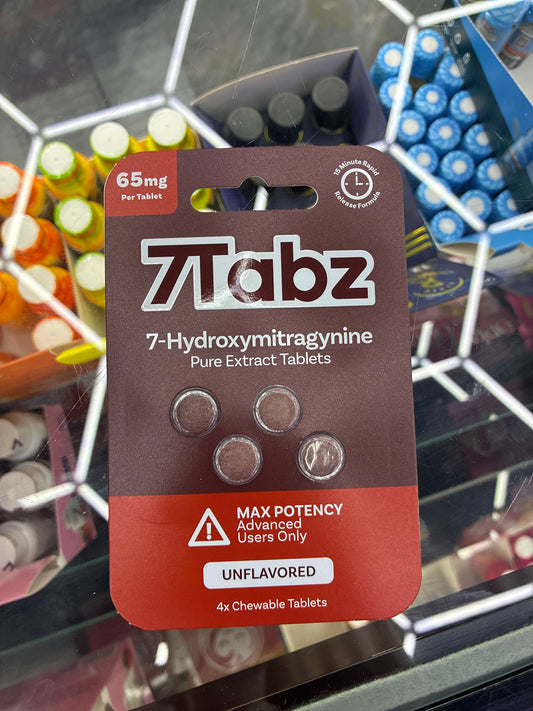 65mg
Per Tablet
15 Minute Rapid
Release Formula
7Tabz
7-Hydroxymitragynine
Pure Extract Tablets
MAX POTENCY
Advanced
Users Only
UNFLAVORED
4x Chewable Tablets